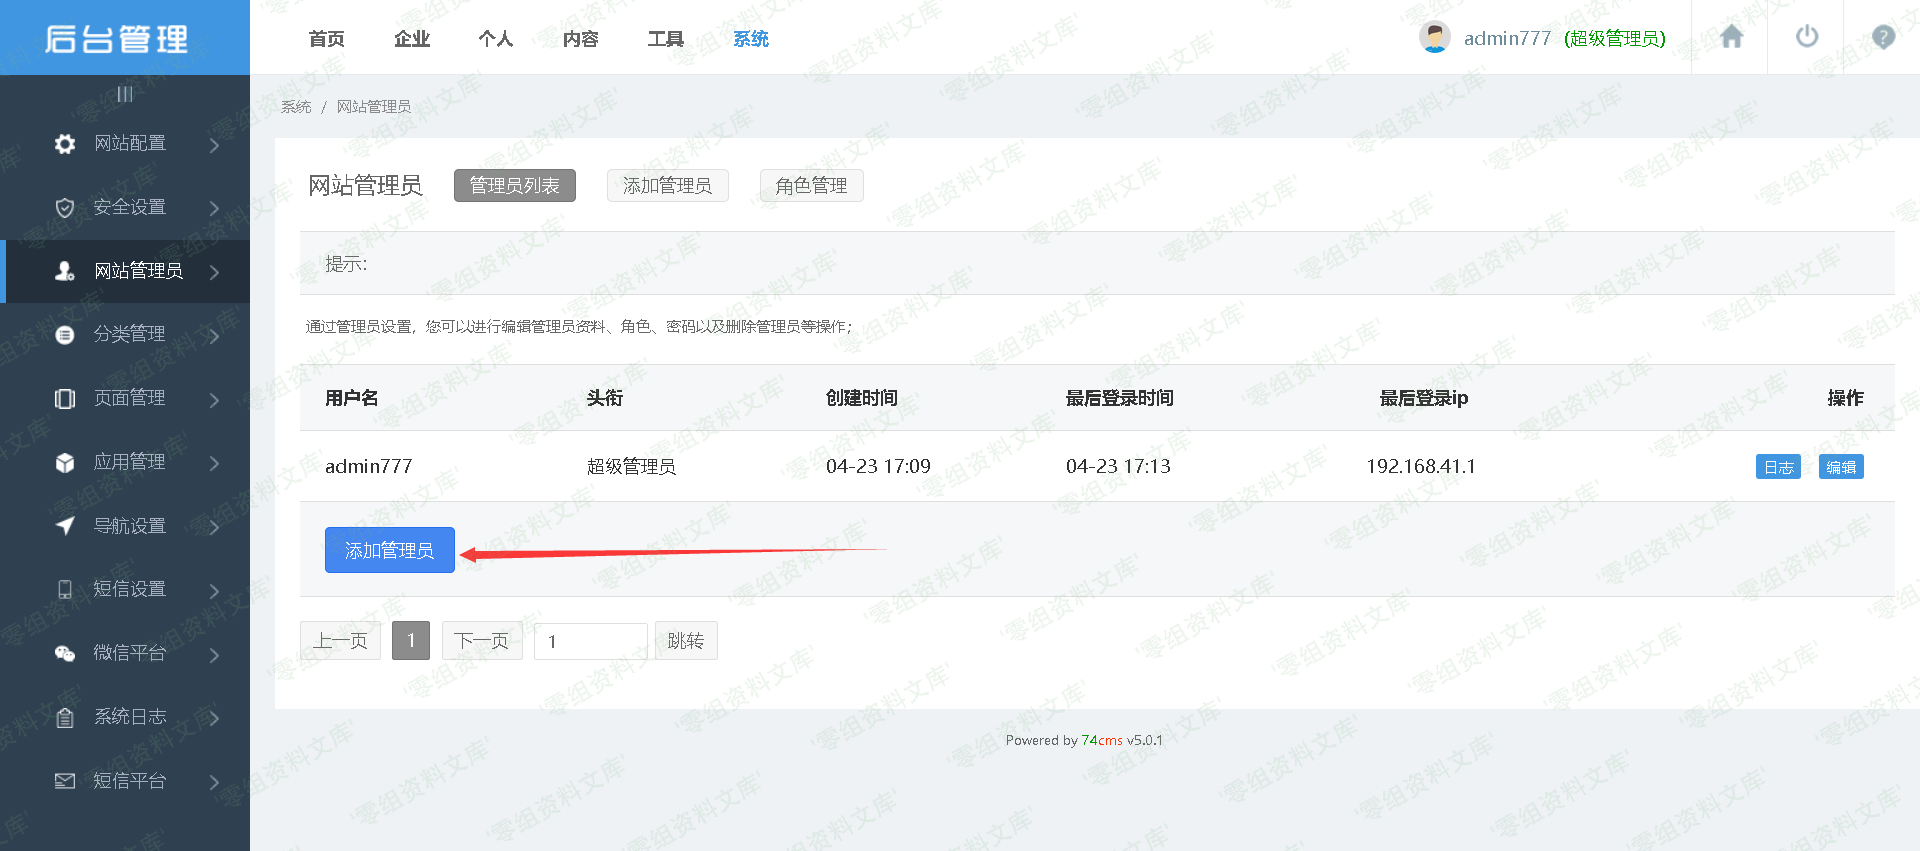 后台管理
首页 企业 个人 内容 工具 系统
admin777 (超级管理员)
网站配置
安全设置
网站管理员
分类管理
页面管理
应用管理
导航设置
短信设置
微信平台
系统日志
短信平台
系统 / 网站管理员
网站管理员 管理员列表 添加管理员 角色管理
提示:
通过管理员设置，您可以进行编辑管理员资料、角色、密码以及删除管理员等操作；
用户名 头衔 创建时间 最后登录时间 最后登录ip 操作
admin777 超级管理员 04-23 17:09 04-23 17:13 192.168.41.1 日志 编辑
添加管理员
上一页 1 下一页 1 跳转
Powered by 74cms v5.0.1
'零组资料文库'